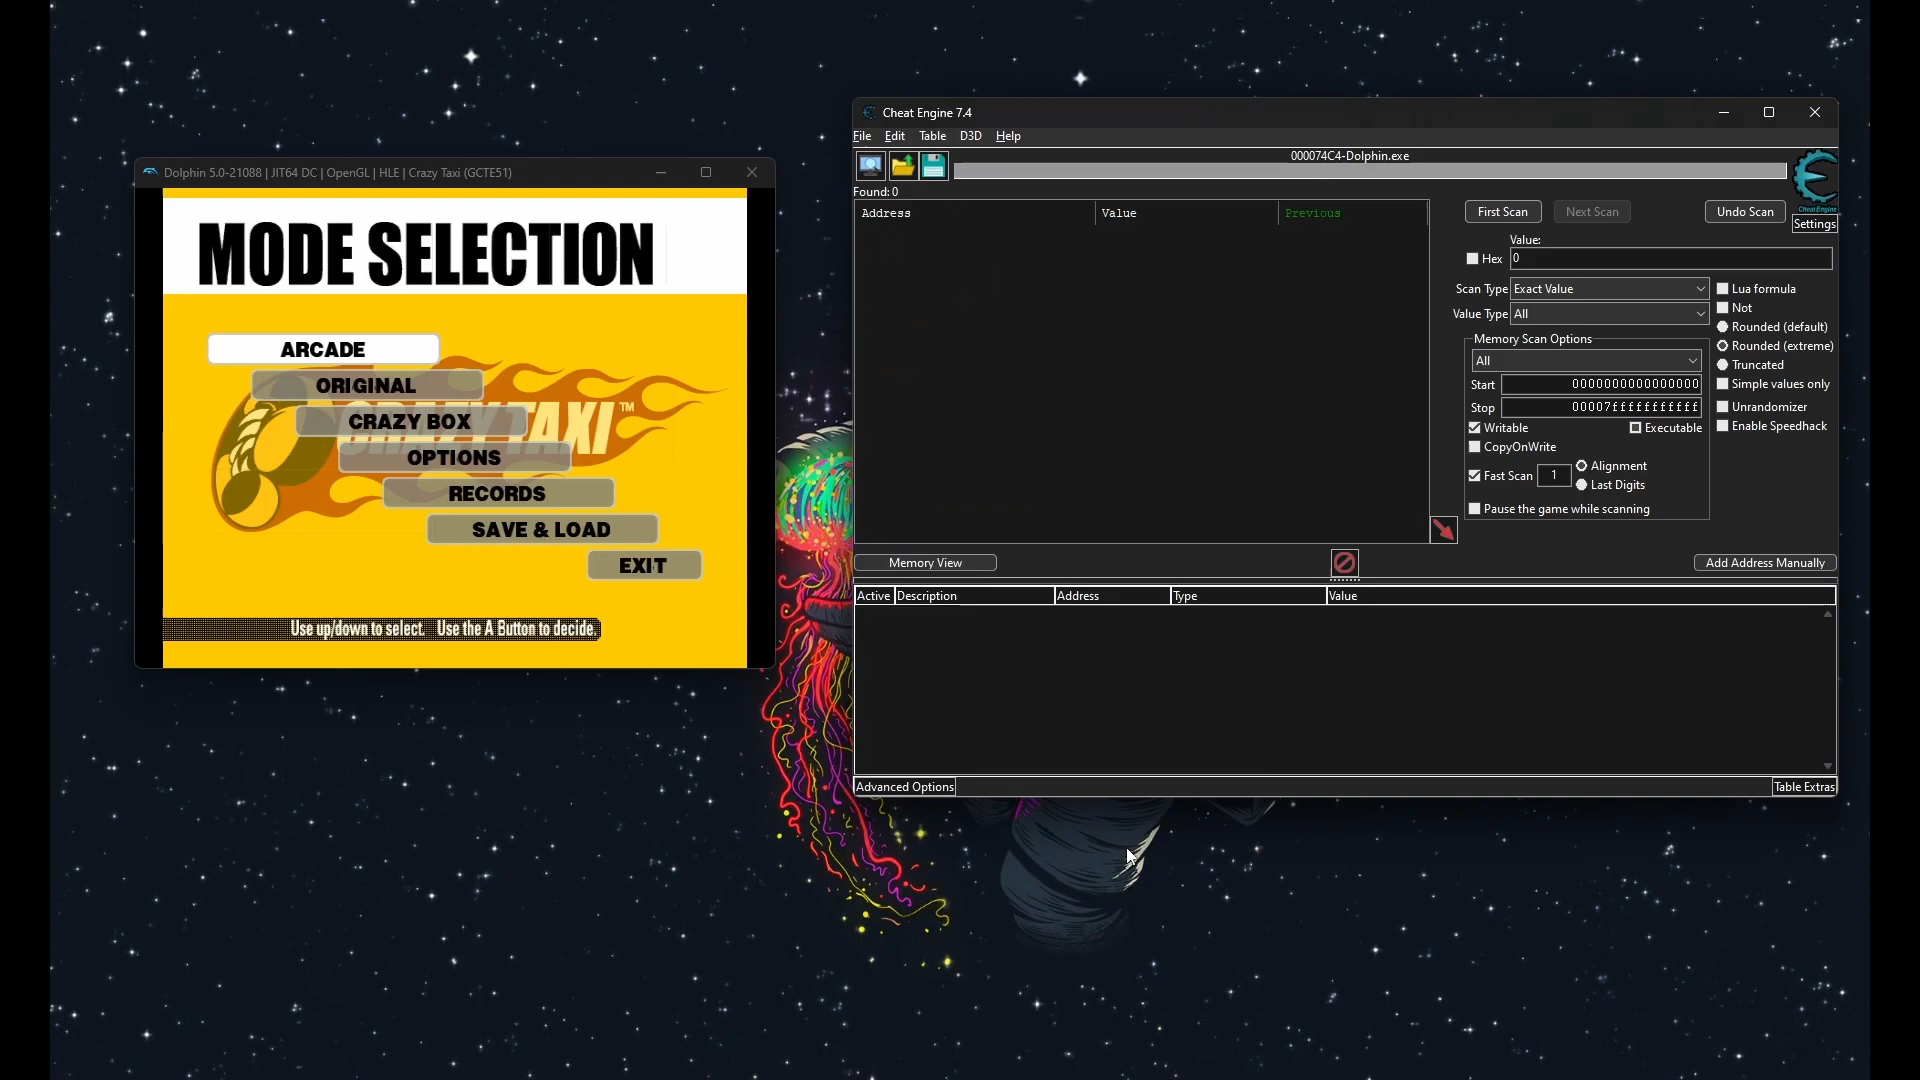 Dolphin 5.0-21088 | JIT64 DC | OpenGL | HLE | Crazy Taxi (GCTE51)
MODE SELECTION
ARCADE
ORIGINAL
CRAZY BOX
OPTIONS
RECORDS
SAVE & LOAD
EXIT
CRAZY TAXI™
Use up/down to select. Use the A Button to decide.
Cheat Engine 7.4
File Edit Table D3D Help
000074C4-Dolphin.exe
Found: 0
Cheat Engine
Settings
Address Value Previous
First Scan Next Scan Undo Scan
Value:
Hex 0
Scan Type Exact Value
Value Type All
Lua formula
Not
Rounded (default)
Rounded (extreme)
Truncated
Simple values only
Unrandomizer
Enable Speedhack
Memory Scan Options
All
Start 0000000000000000
Stop 00007fffffffffff
Writable Executable
CopyOnWrite
Fast Scan 1 Alignment
Last Digits
Pause the game while scanning
Memory View
Add Address Manually
Active Description Address Type Value
Advanced Options
Table Extras